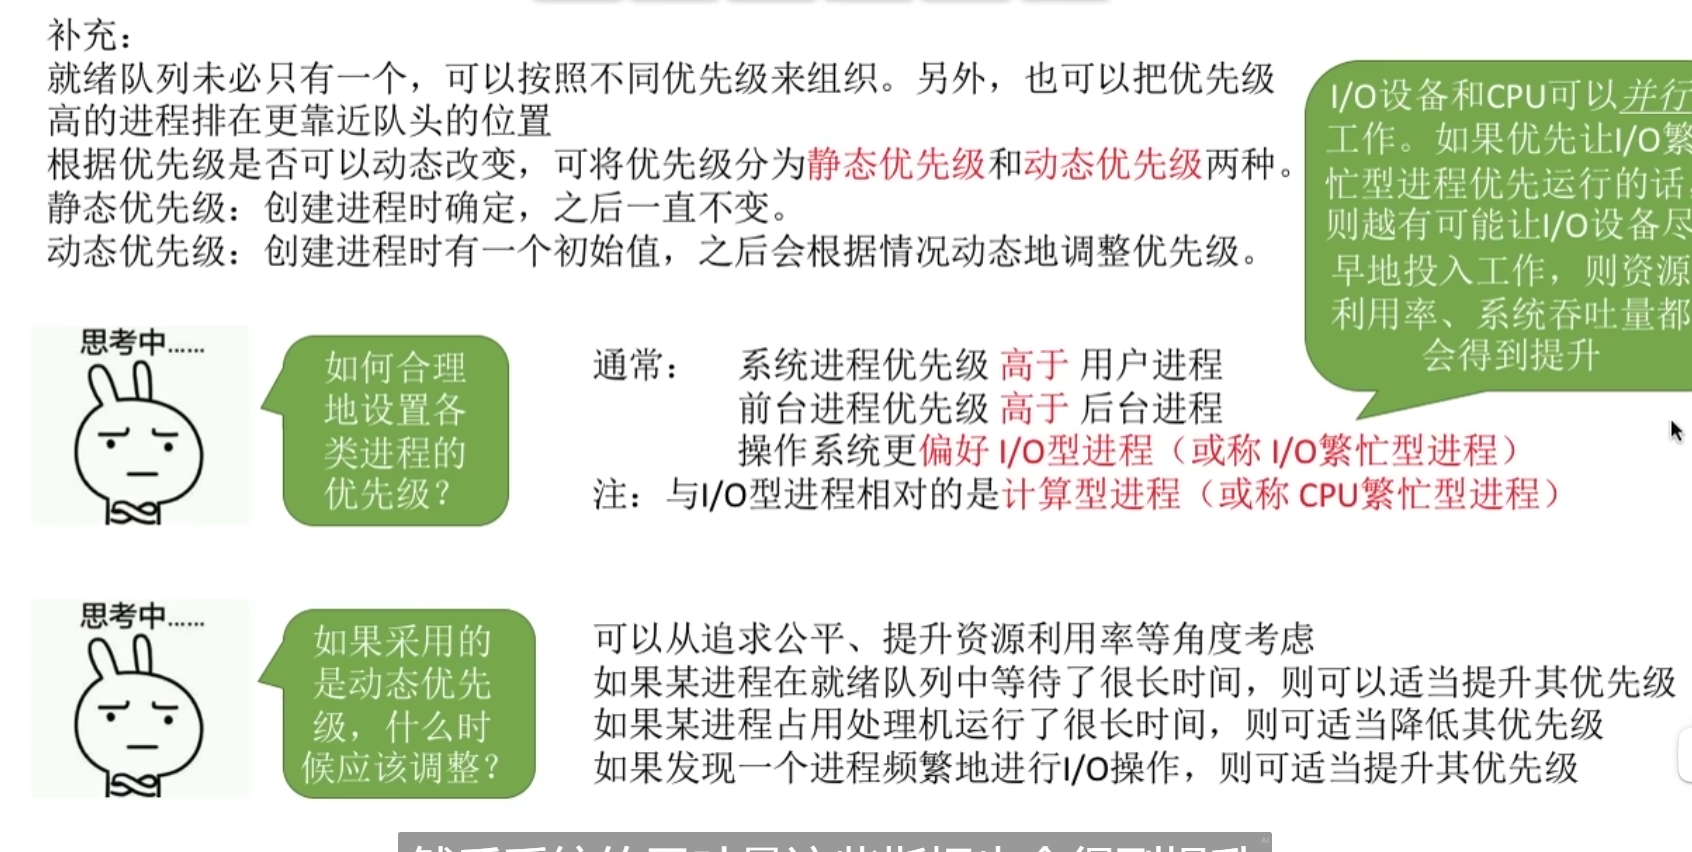 补充：
就绪队列未必只有一个，可以按照不同优先级来组织。另外，也可以把优先级
高的进程排在更靠近队头的位置
根据优先级是否可以动态改变，可将优先级分为静态优先级和动态优先级两种。
静态优先级：创建进程时确定，之后一直不变。
动态优先级：创建进程时有一个初始值，之后会根据情况动态地调整优先级。
I/O设备和CPU可以并行
工作。如果优先让I/O繁
忙型进程优先运行的话，
则越有可能让I/O设备尽
早地投入工作，则资源
利用率、系统吞吐量都
会得到提升
思考中......
如何合理
地设置各
类进程的
优先级？
通常： 系统进程优先级 高于 用户进程
前台进程优先级 高于 后台进程
操作系统更偏好 I/O型进程（或称 I/O繁忙型进程）
注：与I/O型进程相对的是计算型进程（或称 CPU繁忙型进程）
思考中......
如果采用的
是动态优先
级，什么时
候应该调整？
可以从追求公平、提升资源利用率等角度考虑
如果某进程在就绪队列中等待了很长时间，则可以适当提升其优先级
如果某进程占用处理机运行了很长时间，则可适当降低其优先级
如果发现一个进程频繁地进行I/O操作，则可适当提升其优先级